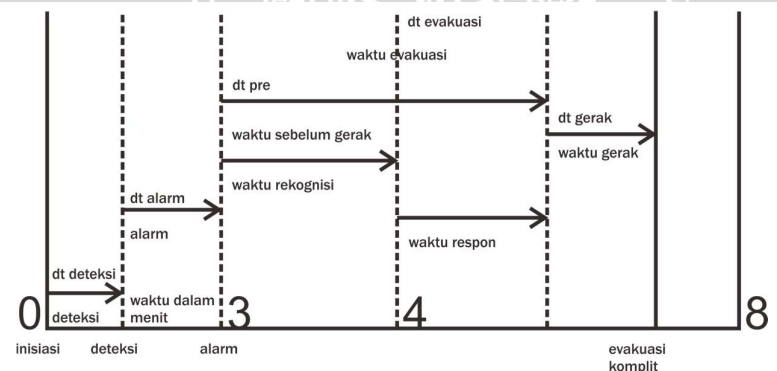 dt evakuasi
waktu evakuasi
dt pre
dt gerak
waktu sebelum gerak
waktu gerak
waktu rekognisi
dt alarm
alarm
waktu respon
dt deteksi
waktu dalam
menit
deteksi
0
3
4
8
inisiasi
deteksi
alarm
evakuasi
komplit